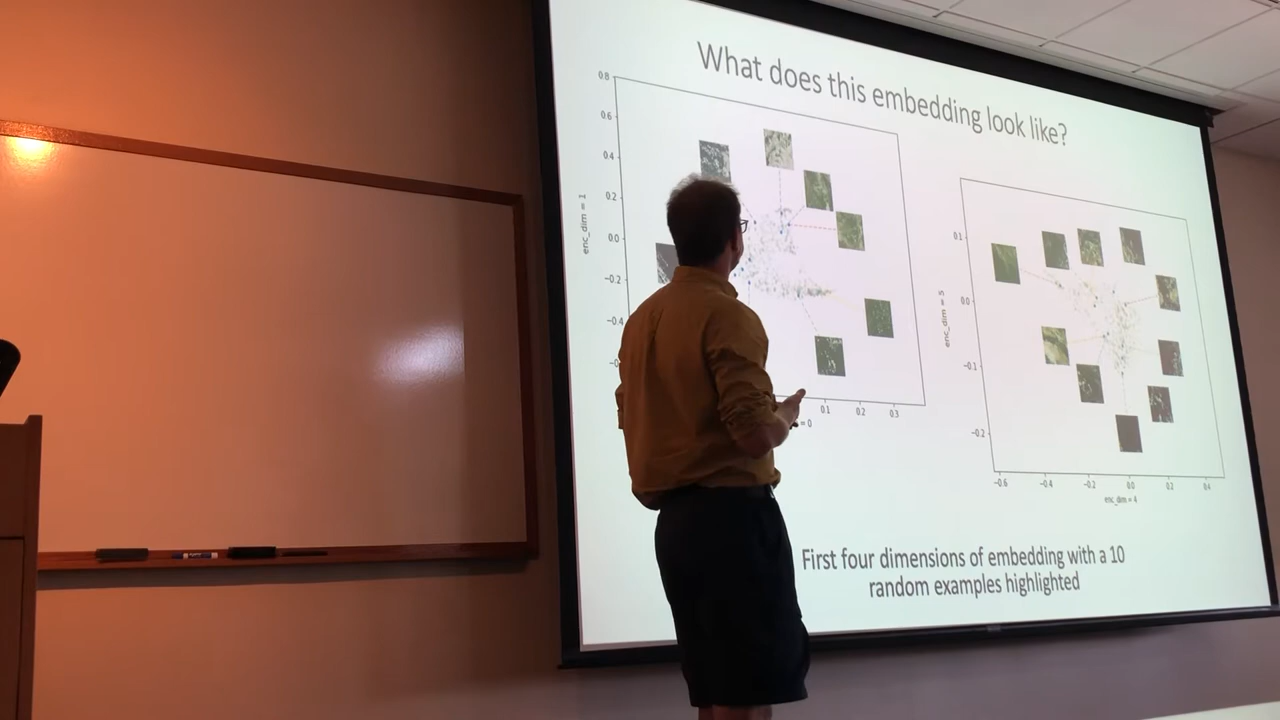 What does this embedding look like?
0.8
0.6
0.4
0.2
0.0
−0.2
−0.4
enc_dim = 1
0.1 0.2 0.3
= 0
0.1
0.0
−0.1
−0.2
enc_dim = 5
−0.6 −0.4 −0.2 0.0 0.2 0.4
enc_dim = 4
First four dimensions of embedding with a 10
random examples highlighted